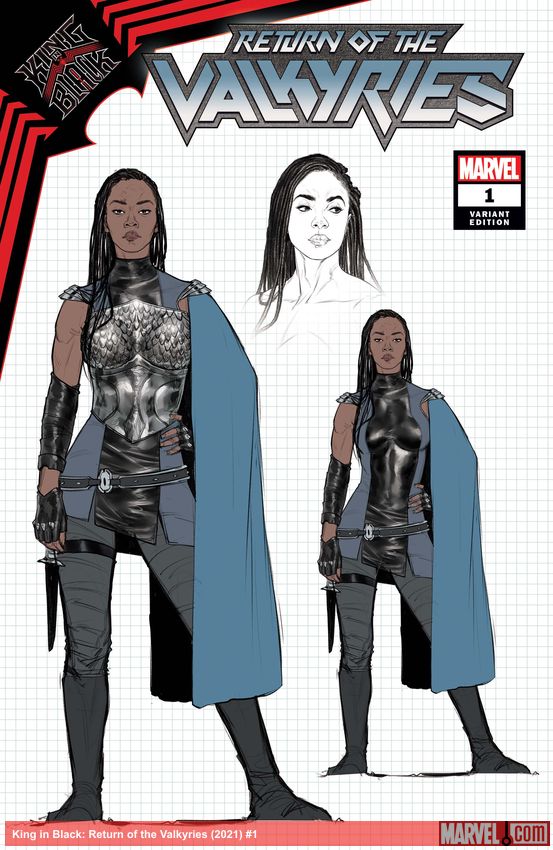 KING
IN
BLACK
RETURN OF THE
VALKYRIES
MARVEL
1
VARIANT
EDITION
King in Black: Return of the Valkyries (2021) #1
MARVEL.com